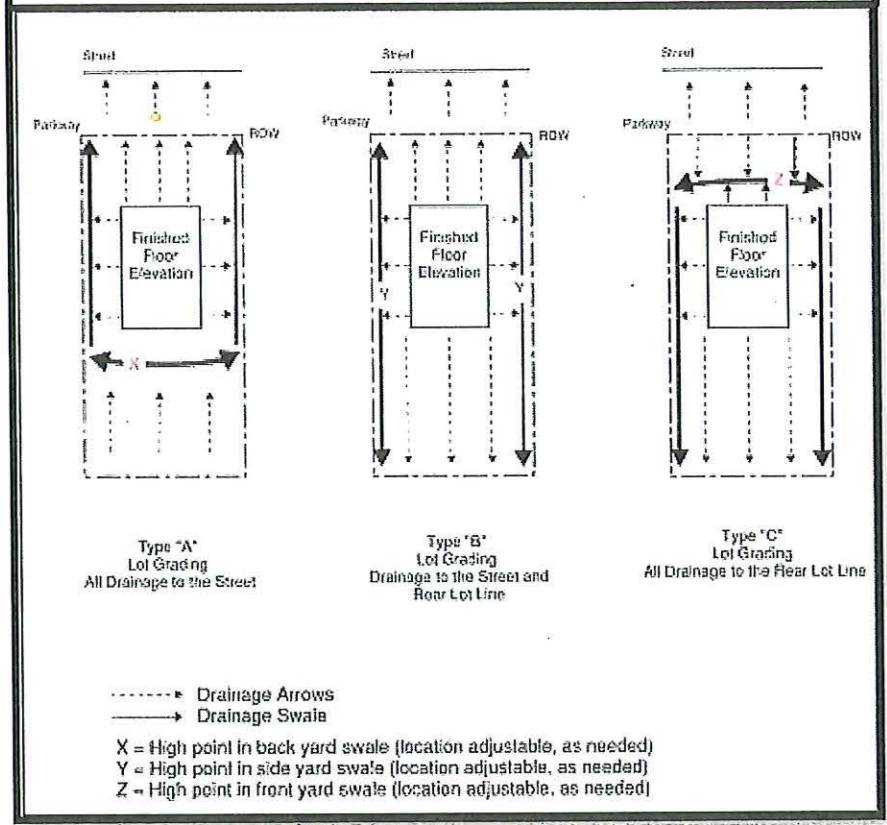 Street
Parkway
ROW
Finished
Floor
Elevation
X
Type "A"
Lot Grading
All Drainage to the Street
Street
Parkway
ROW
Finished
Floor
Elevation
Y
Y
Type "B"
Lot Grading
Drainage to the Street and
Rear Lot Line
Street
Parkway
ROW
Z
Finished
Floor
Elevation
Type "C"
Lot Grading
All Drainage to the Rear Lot Line
Drainage Arrows
Drainage Swale
X = High point in back yard swale (location adjustable, as needed)
Y = High point in side yard swale (location adjustable, as needed)
Z = High point in front yard swale (location adjustable, as needed)